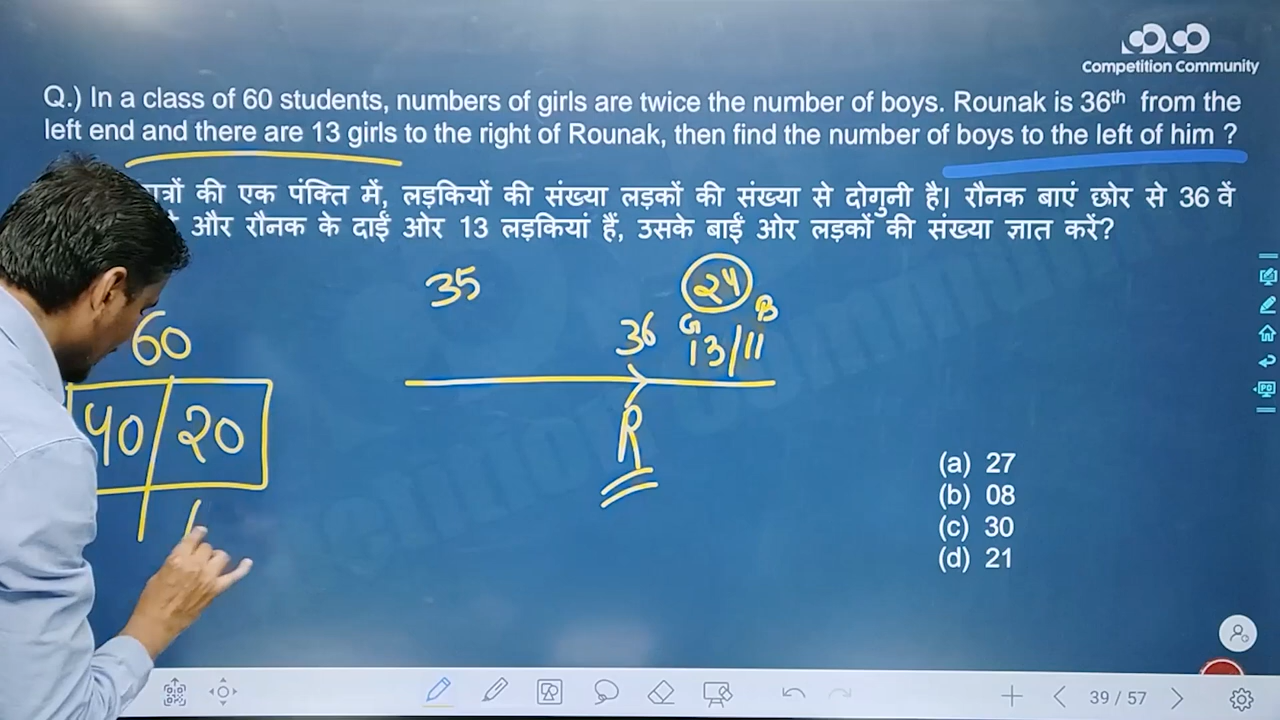 Competition Community
Q.) In a class of 60 students, numbers of girls are twice the number of boys. Rounak is 36th from the
left end and there are 13 girls to the right of Rounak, then find the number of boys to the left of him ?
की एक पंक्ति में, लड़कियों की संख्या लड़कों की संख्या से दोगुनी है। रौनक बाएं छोर से 36 वें
और रौनक के दाईं ओर 13 लड़कियां हैं, उसके बाईं ओर लड़कों की संख्या ज्ञात करें?
35
24
G B
36 13/11
60
40/20
R
(a) 27
(b) 08
(c) 30
(d) 21
39 / 57